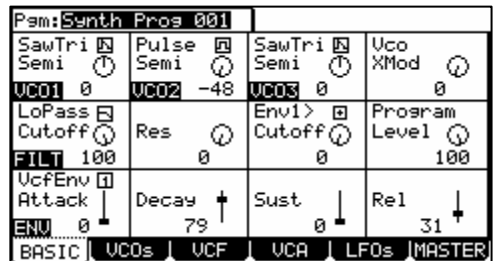 Pgm:Synth Prog 001
SawTri Pulse SawTri Vco
Semi Semi Semi XMod
VCO1 0 VCO2 -48 VCO3 0 0
LoPass Env1> Program
Cutoff Res Cutoff Level
FILT 100 0 0 100
VcfEnv 1
Attack Decay Sust Rel
ENV 0 79 0 31
BASIC VCOs VCF VCA LFOs MASTER